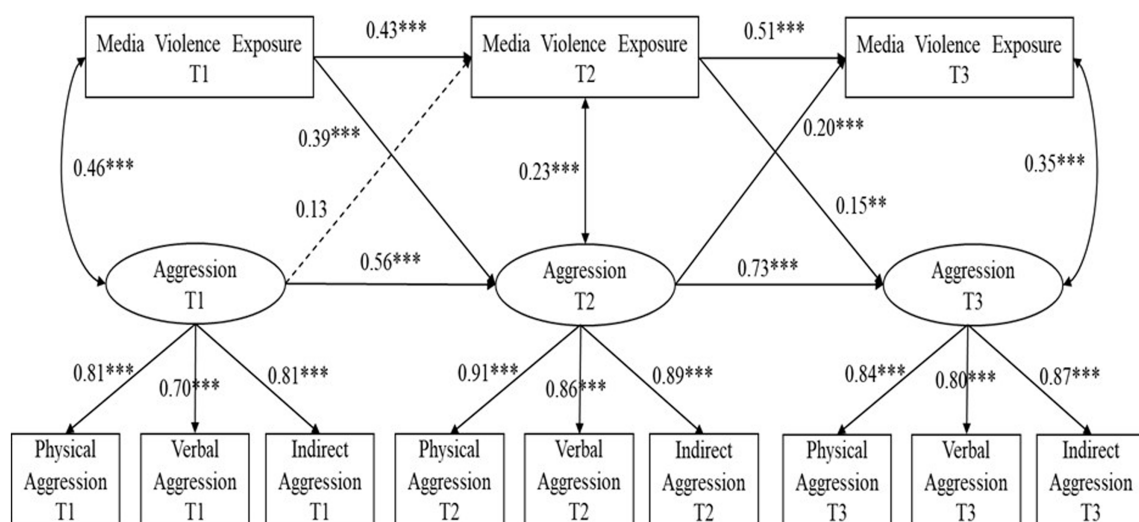 0.43***
0.51***
Media Violence Exposure
T1
Media Violence Exposure
T2
Media Violence Exposure
T3
0.39***
0.20***
0.46***
0.23***
0.35***
0.13
0.15**
Aggression
T1
0.56***
Aggression
T2
0.73***
Aggression
T3
0.81***
0.70***
0.81***
0.91***
0.86***
0.89***
0.84***
0.80***
0.87***
Physical
Aggression
T1
Verbal
Aggression
T1
Indirect
Aggression
T1
Physical
Aggression
T2
Verbal
Aggression
T2
Indirect
Aggression
T2
Physical
Aggression
T3
Verbal
Aggression
T3
Indirect
Aggression
T3